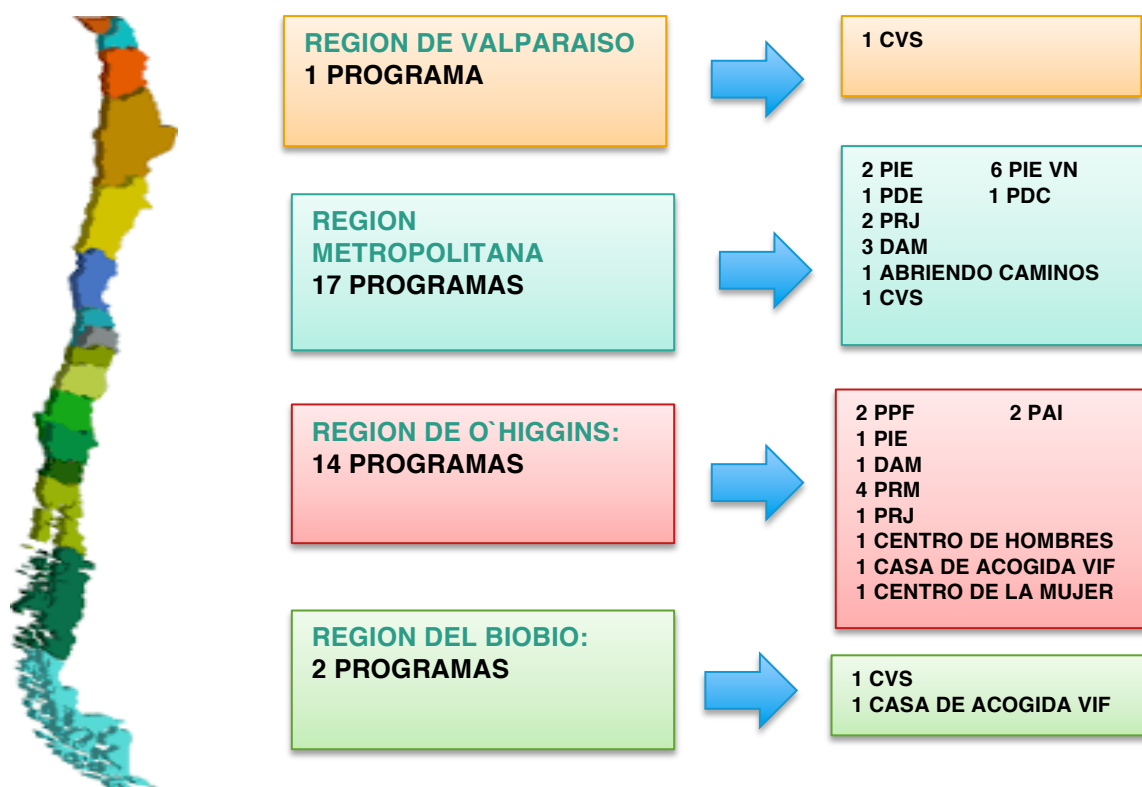 REGION DE VALPARAISO
1 PROGRAMA
1 CVS
REGION
METROPOLITANA
17 PROGRAMAS
2 PIE 6 PIE VN
1 PDE 1 PDC
2 PRJ
3 DAM
1 ABRIENDO CAMINOS
1 CVS
REGION DE O`HIGGINS:
14 PROGRAMAS
2 PPF 2 PAI
1 PIE
1 DAM
4 PRM
1 PRJ
1 CENTRO DE HOMBRES
1 CASA DE ACOGIDA VIF
1 CENTRO DE LA MUJER
REGION DEL BIOBIO:
2 PROGRAMAS
1 CVS
1 CASA DE ACOGIDA VIF